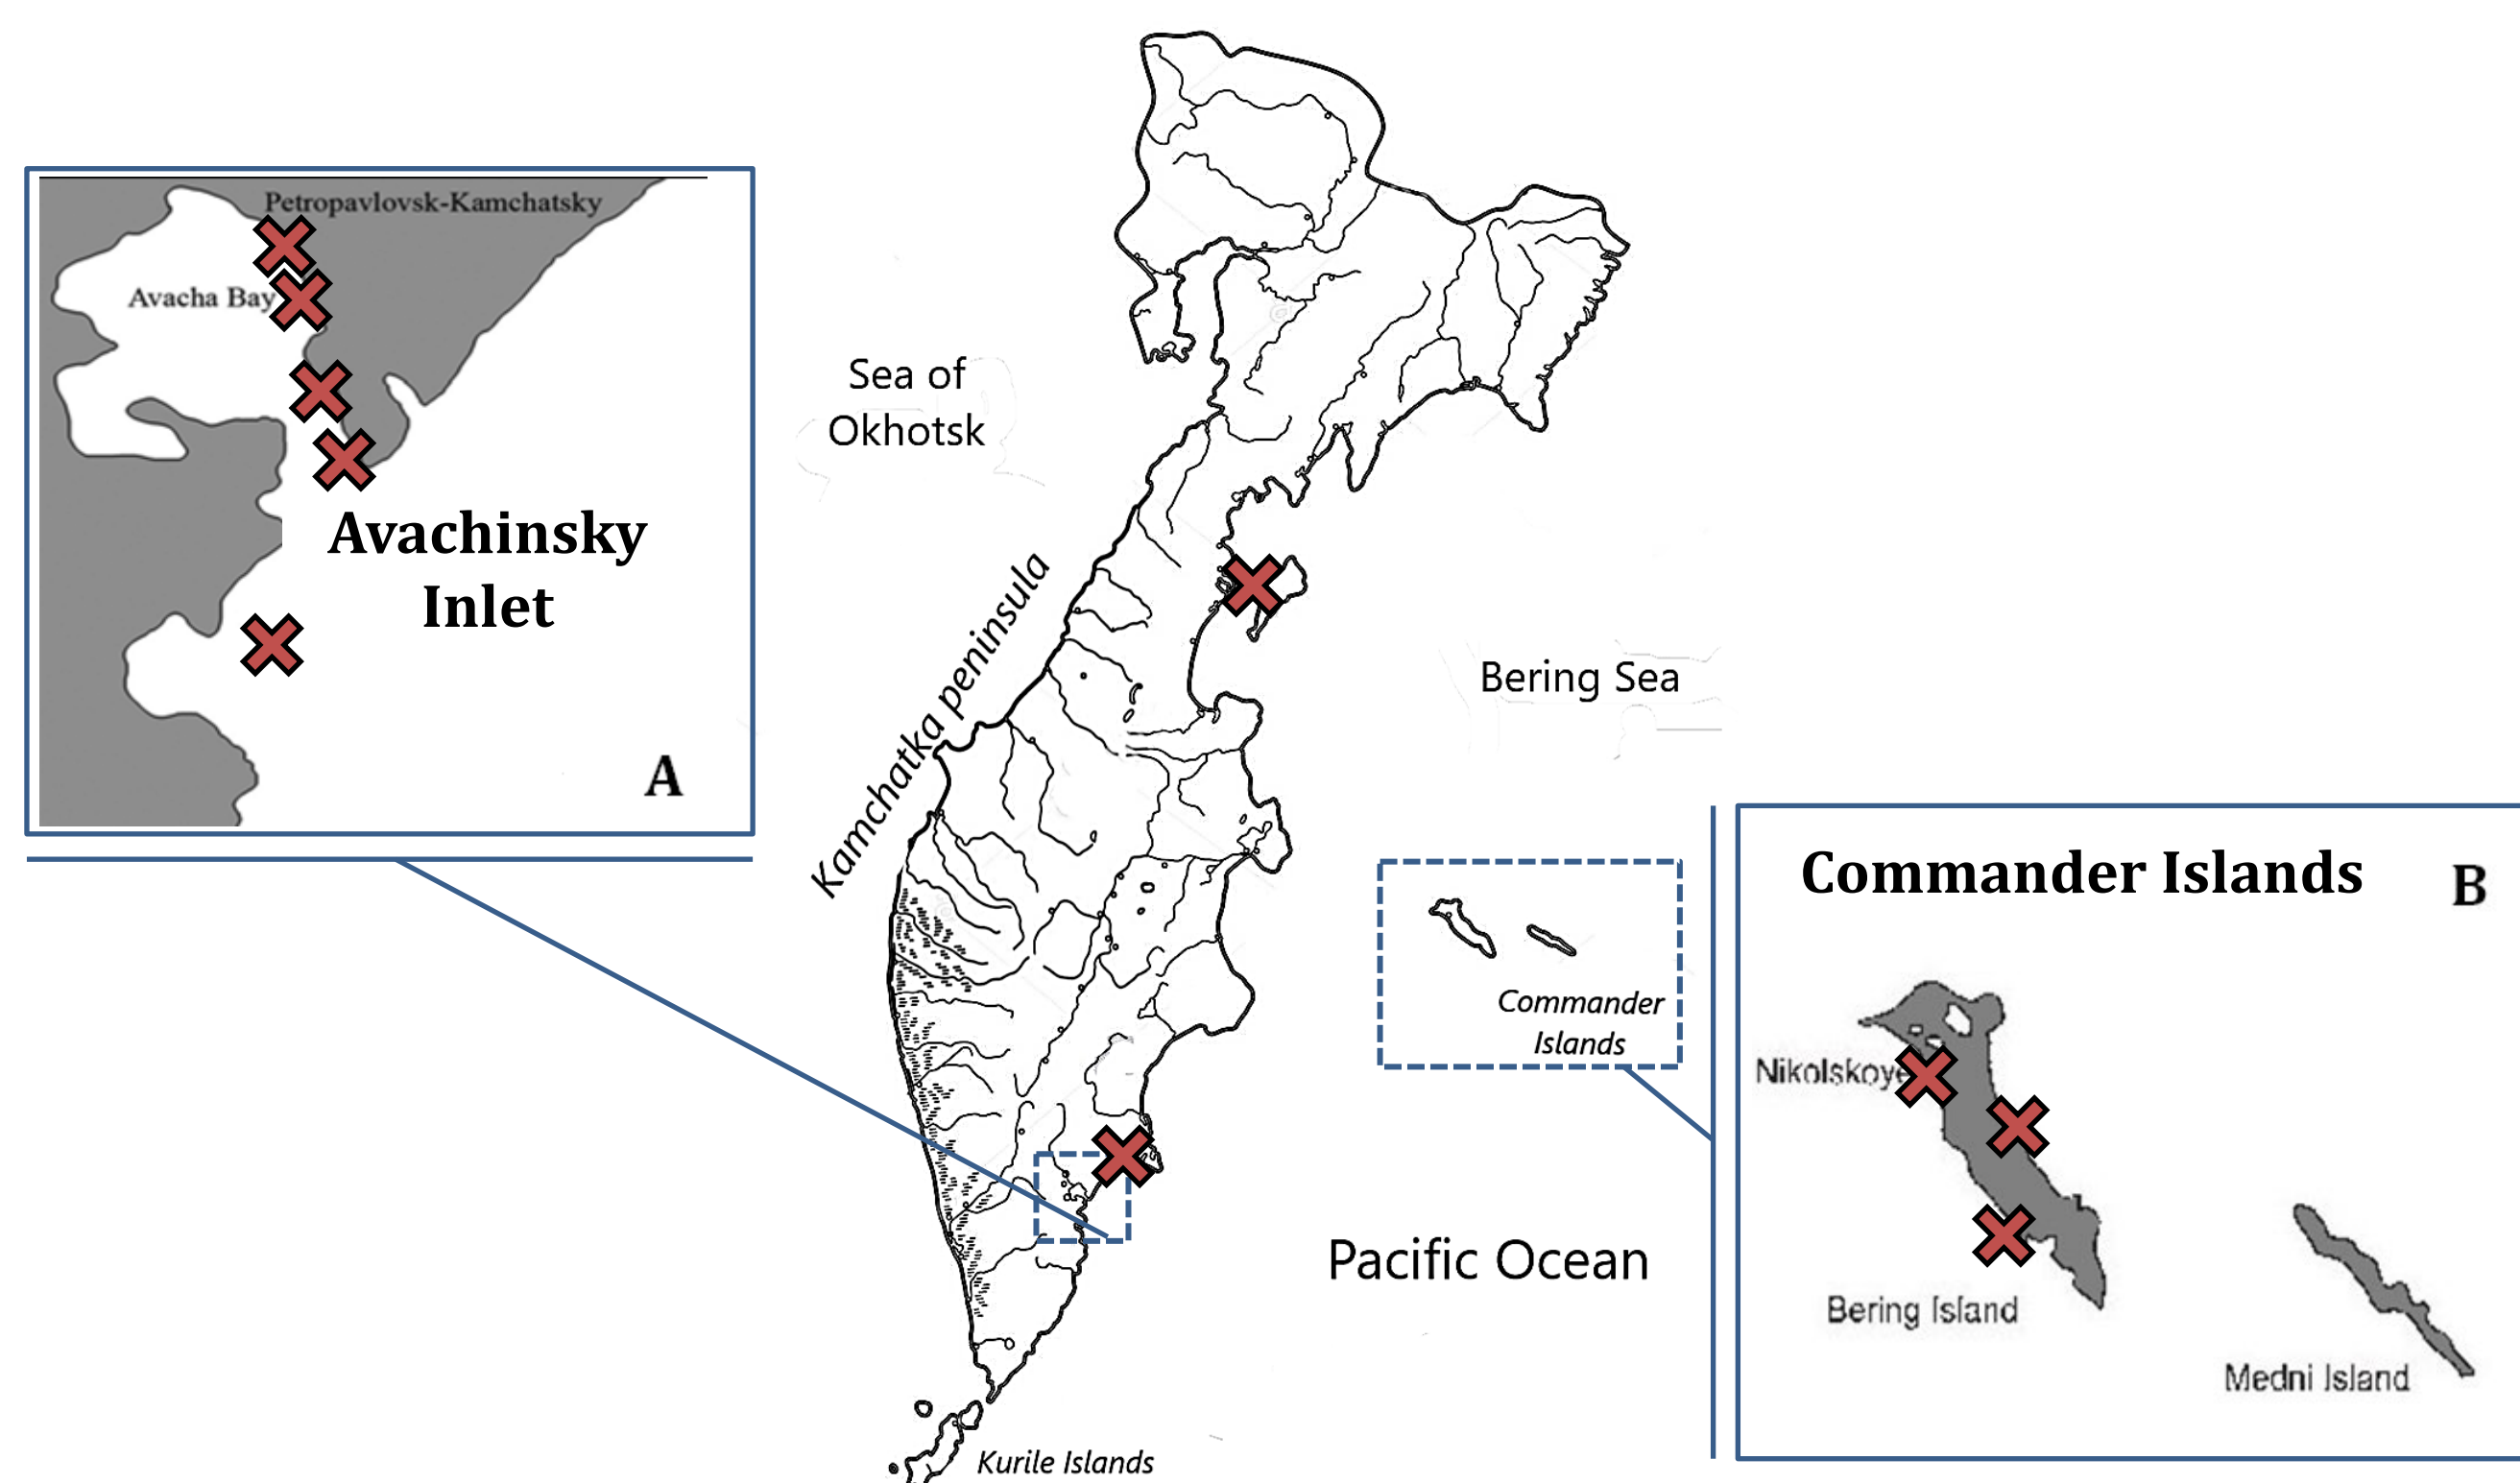 Petropavlovsk-Kamchatsky
Avacha Bay
Avachinsky
Inlet
A
Sea of
Okhotsk
Kamchatka peninsula
Bering Sea
Commander
Islands
Pacific Ocean
Kurile Islands
Commander Islands
B
Nikolskoye
Bering Island
Medni Island